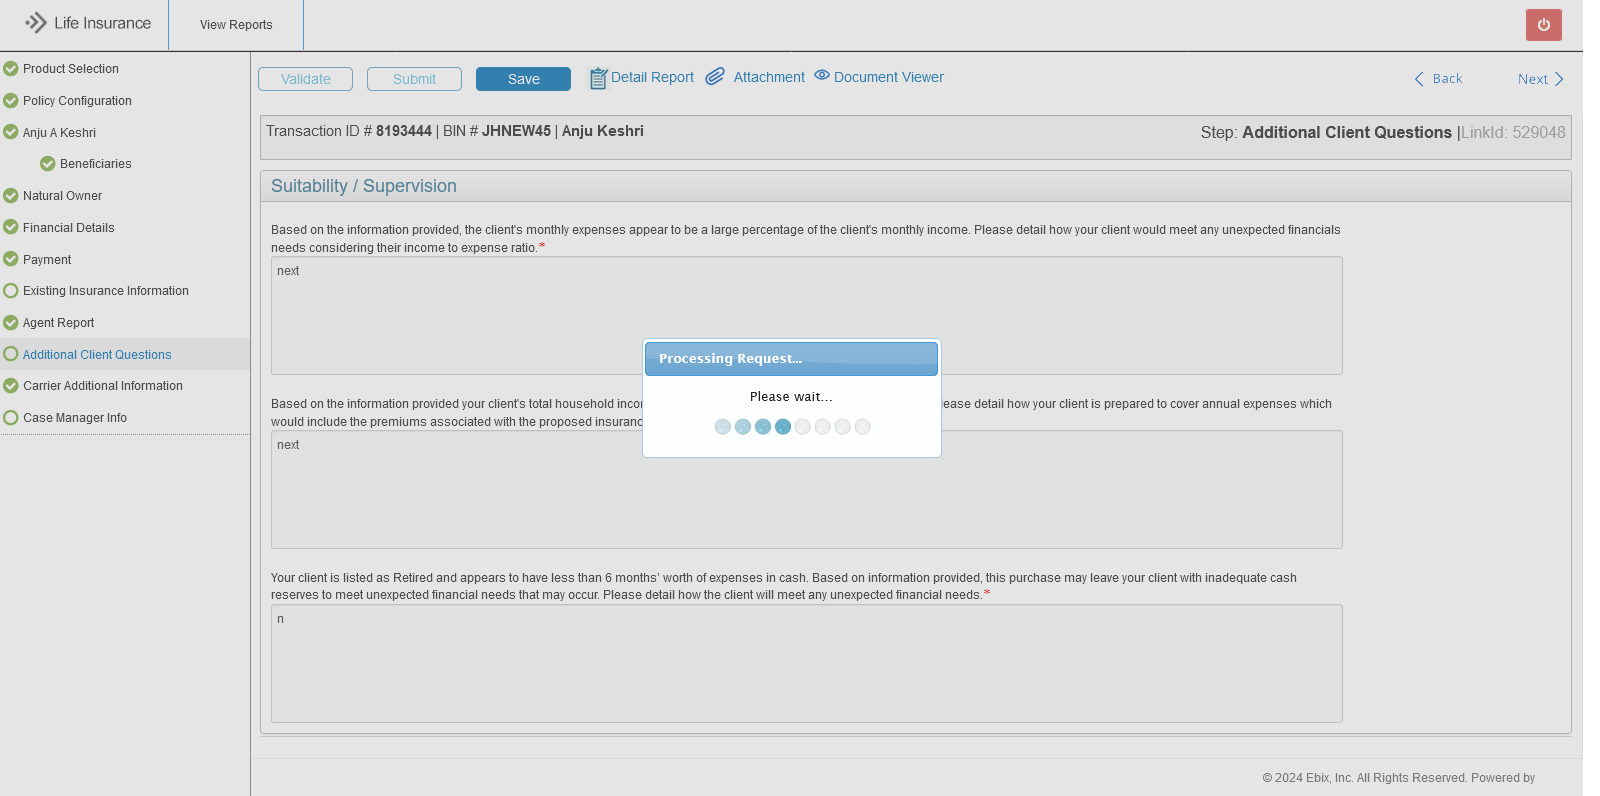 Life Insurance
View Reports
Product Selection
Policy Configuration
Anju A Keshri
Beneficiaries
Natural Owner
Financial Details
Payment
Existing Insurance Information
Agent Report
Additional Client Questions
Carrier Additional Information
Case Manager Info
Validate
Submit
Save
Detail Report
Attachment
Document Viewer
Back
Next
Transaction ID # 8193444 | BIN # JHNEW45 | Anju Keshri
Step: Additional Client Questions |LinkId: 529048
Suitability / Supervision
Based on the information provided, the client's monthly expenses appear to be a large percentage of the client's monthly income. Please detail how your client would meet any unexpected financials
needs considering their income to expense ratio.*
next
Processing Request...
Please wait...
Based on the information provided your client's total household ease detail how your client is prepared to cover annual expenses which
would include the premiums associated with the proposed
next
Your client is listed as Retired and appears to have less than 6 months' worth of expenses in cash. Based on information provided, this purchase may leave your client with inadequate cash
reserves to meet unexpected financial needs that may occur. Please detail how the client will meet any unexpected financial needs.*
n
© 2024 Ebix, Inc. All Rights Reserved. Powered by